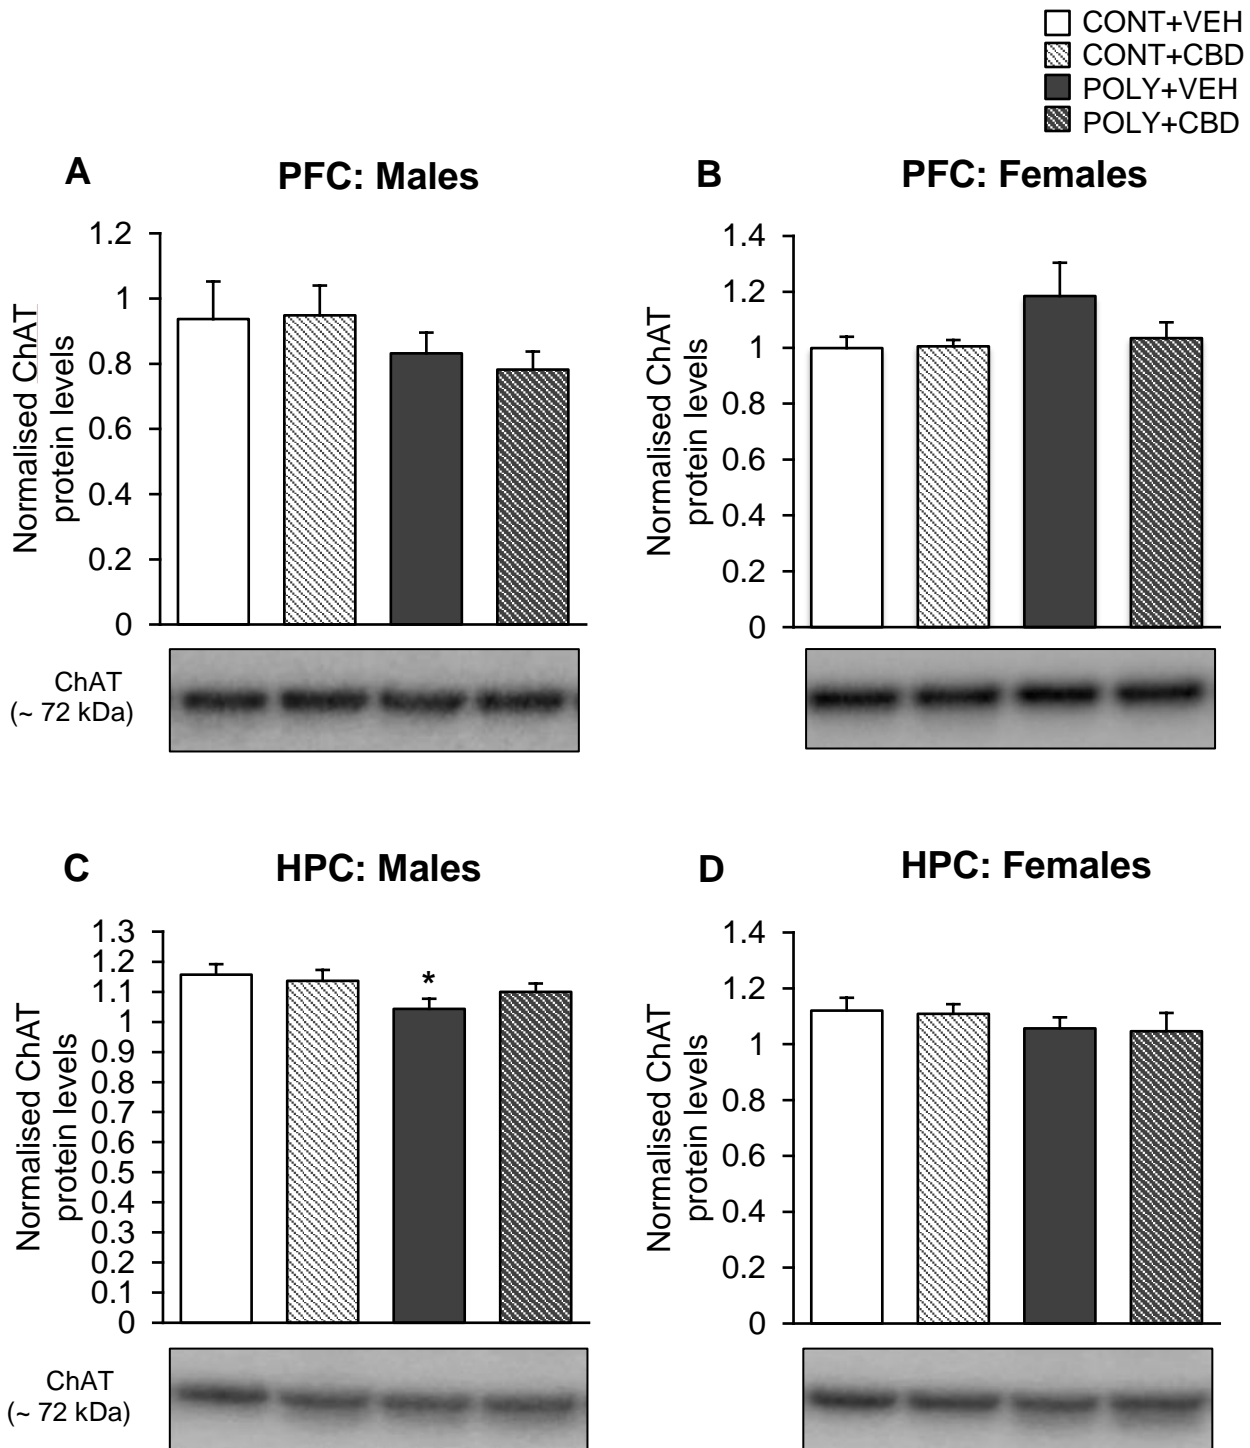 CONT+VEH
CONT+CBD
POLY+VEH
POLY+CBD
A
PFC: Males
Normalised ChAT
protein levels
1.2
1
0.8
0.6
0.4
0.2
0
ChAT
(~ 72 kDa)
B
PFC: Females
Normalised ChAT
protein levels
1.4
1.2
1
0.8
0.6
0.4
0.2
0
C
HPC: Males
Normalised ChAT
protein levels
1.3
1.2
1.1
1
0.9
0.8
0.7
0.6
0.5
0.4
0.3
0.2
0.1
0
*
ChAT
(~ 72 kDa)
D
HPC: Females
Normalised ChAT
protein levels
1.4
1.2
1
0.8
0.6
0.4
0.2
0